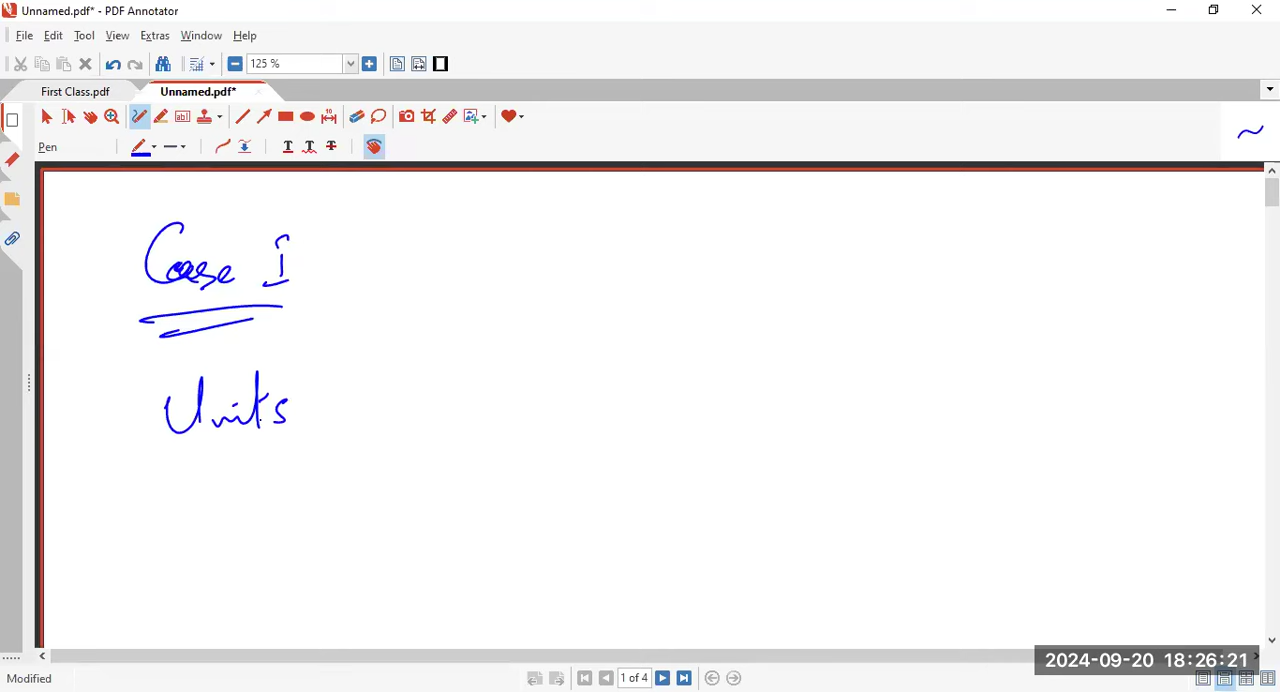 Unnamed.pdf* - PDF Annotator
File Edit Tool View Extras Window Help
125 %
First Class.pdf Unnamed.pdf*
Pen
Case I
Units
2024-09-20 18:26:21
1 of 4
Modified